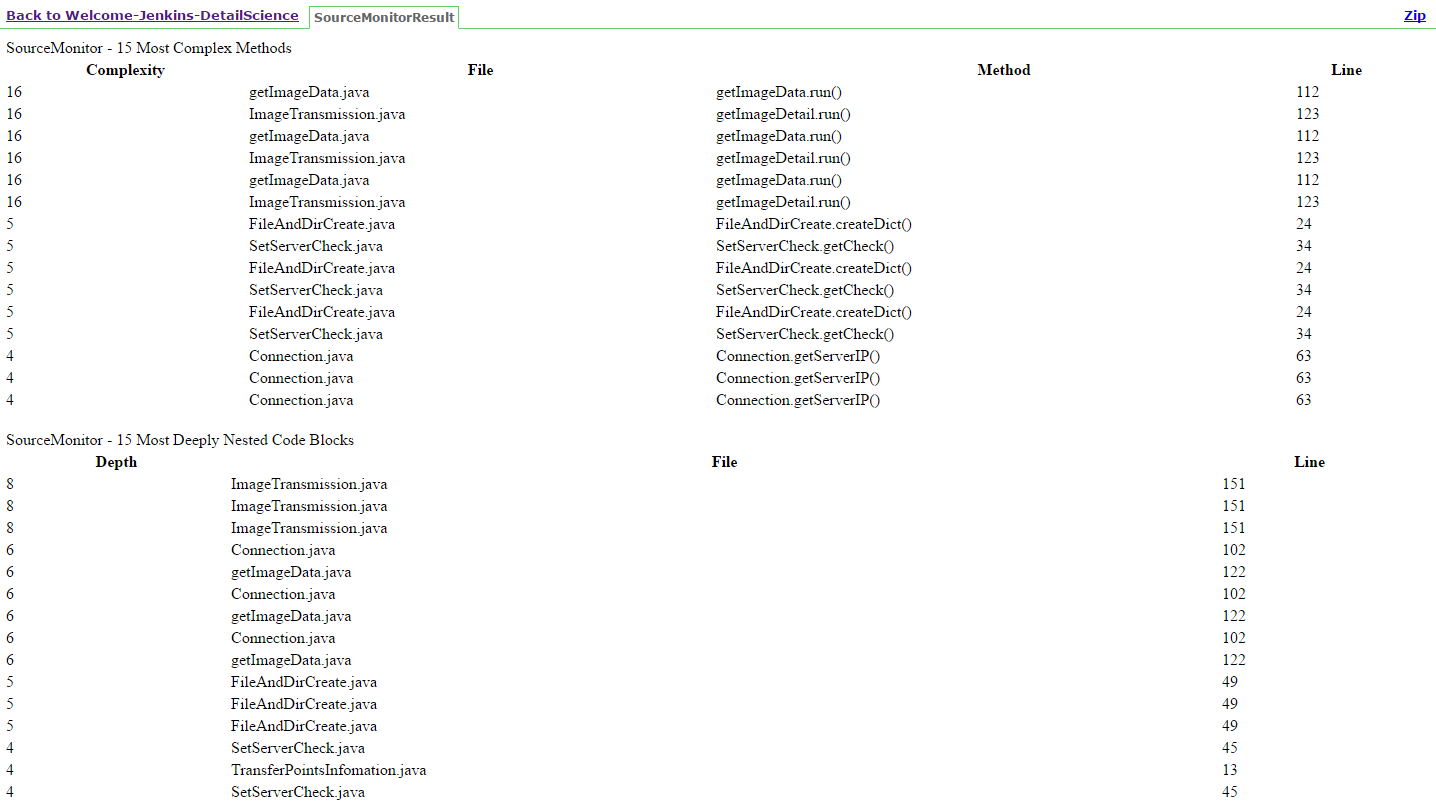 Back to Welcome-Jenkins-DetailScience SourceMonitorResult Zip
SourceMonitor - 15 Most Complex Methods
Complexity File Method Line
16 getImageData.java getImageData.run() 112
16 ImageTransmission.java getImageDetail.run() 123
16 getImageData.java getImageData.run() 112
16 ImageTransmission.java getImageDetail.run() 123
16 getImageData.java getImageData.run() 112
16 ImageTransmission.java getImageDetail.run() 123
5 FileAndDirCreate.java FileAndDirCreate.createDict() 24
5 SetServerCheck.java SetServerCheck.getCheck() 34
5 FileAndDirCreate.java FileAndDirCreate.createDict() 24
5 SetServerCheck.java SetServerCheck.getCheck() 34
5 FileAndDirCreate.java FileAndDirCreate.createDict() 24
5 SetServerCheck.java SetServerCheck.getCheck() 34
4 Connection.java Connection.getServerIP() 63
4 Connection.java Connection.getServerIP() 63
4 Connection.java Connection.getServerIP() 63
SourceMonitor - 15 Most Deeply Nested Code Blocks
Depth File Line
8 ImageTransmission.java 151
8 ImageTransmission.java 151
8 ImageTransmission.java 151
6 Connection.java 102
6 getImageData.java 122
6 Connection.java 102
6 getImageData.java 122
6 Connection.java 102
6 getImageData.java 122
5 FileAndDirCreate.java 49
5 FileAndDirCreate.java 49
5 FileAndDirCreate.java 49
4 SetServerCheck.java 45
4 TransferPointsInfomation.java 13
4 SetServerCheck.java 45